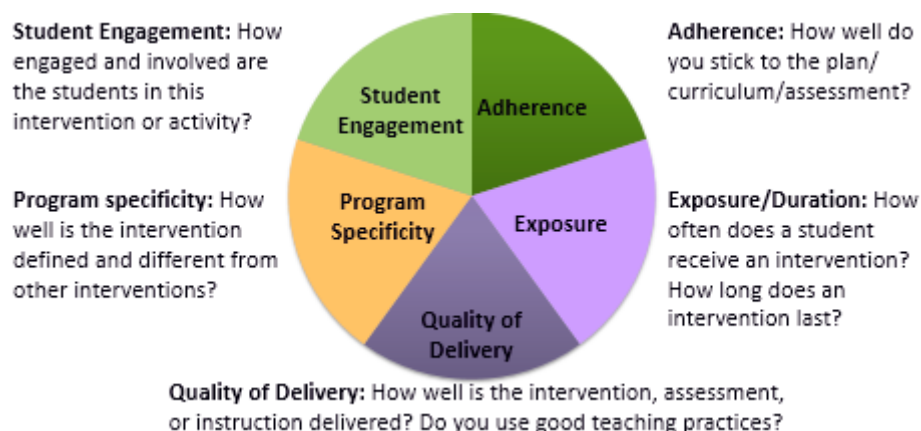 Student Engagement: How
engaged and involved are
the students in this
intervention or activity?
Adherence: How well do
you stick to the plan/
curriculum/assessment?
Student
Engagement
Adherence
Program specificity: How
well is the intervention
defined and different from
other interventions?
Program
Specificity
Exposure
Exposure/Duration: How
often does a student
receive an intervention?
How long does an
intervention last?
Quality of
Delivery
Quality of Delivery: How well is the intervention, assessment,
or instruction delivered? Do you use good teaching practices?